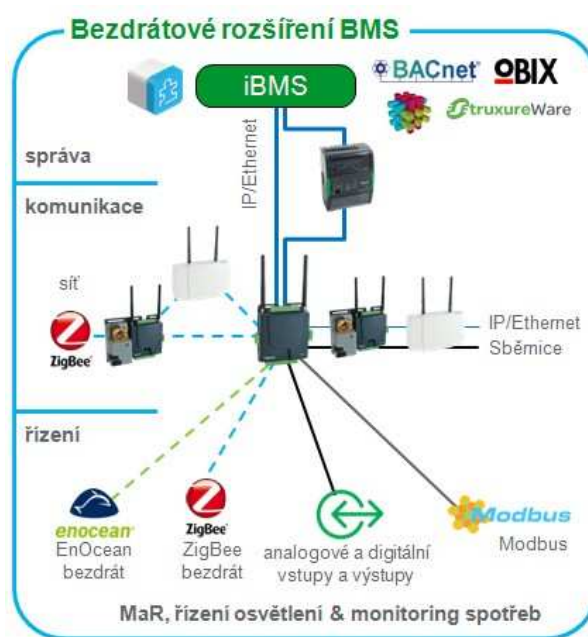 Bezdrátové rozšíření BMS
iBMS
BACnet®
OBIX
StruxureWare
správa
IP/Ethernet
komunikace
síť
ZigBee®
IP/Ethernet
Sběrnice
řízení
enocean®
EnOcean
bezdrát
ZigBee®
ZigBee
bezdrát
analogové a digitální
vstupy a výstupy
Modbus
Modbus
MaR, řízení osvětlení & monitoring spotřeb